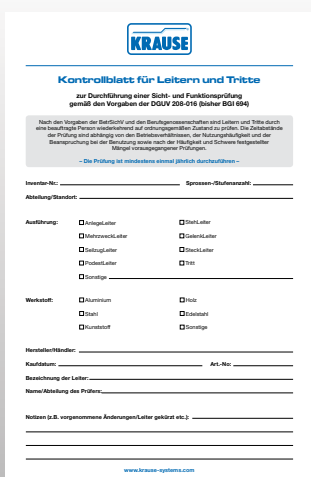 KRAUSE
Kontrollblatt für Leitern und Tritte
zur Durchführung einer Sicht- und Funktionsprüfung
gemäß den Vorgaben der DGUV 208-016 (bisher BGI 694)
Nach den Vorgaben der BetrSichV und den Berufsgenossenschaften sind Leitern und Tritte durch
eine beauftragte Person wiederkehrend auf ordnungsgemäßen Zustand zu prüfen. Die Zeitabstände
der Prüfung sind abhängig von den Betriebsverhältnissen, der Nutzungshäufigkeit und der
Beanspruchung bei der Benutzung sowie nach der Häufigkeit und Schwere festgestellter
Mängel vorausgegangener Prüfungen.
– Die Prüfung ist mindestens einmal jährlich durchzuführen –
Inventar-Nr.: Sprossen-/Stufenanzahl:
Abteilung/Standort:
Ausführung: AnlegeLeiter StehLeiter
MehrzweckLeiter GelenkLeiter
SeilzugLeiter SteckLeiter
PodestLeiter Tritt
Sonstige
Werkstoff: Aluminium Holz
Stahl Edelstahl
Kunststoff Sonstige
Hersteller/Händler:
Kaufdatum: Art.-No:
Bezeichnung der Leiter:
Name/Abteilung des Prüfers:
Notizen (z.B. vorgenommene Änderungen/Leiter gekürzt etc.):
www.krause-systems.com